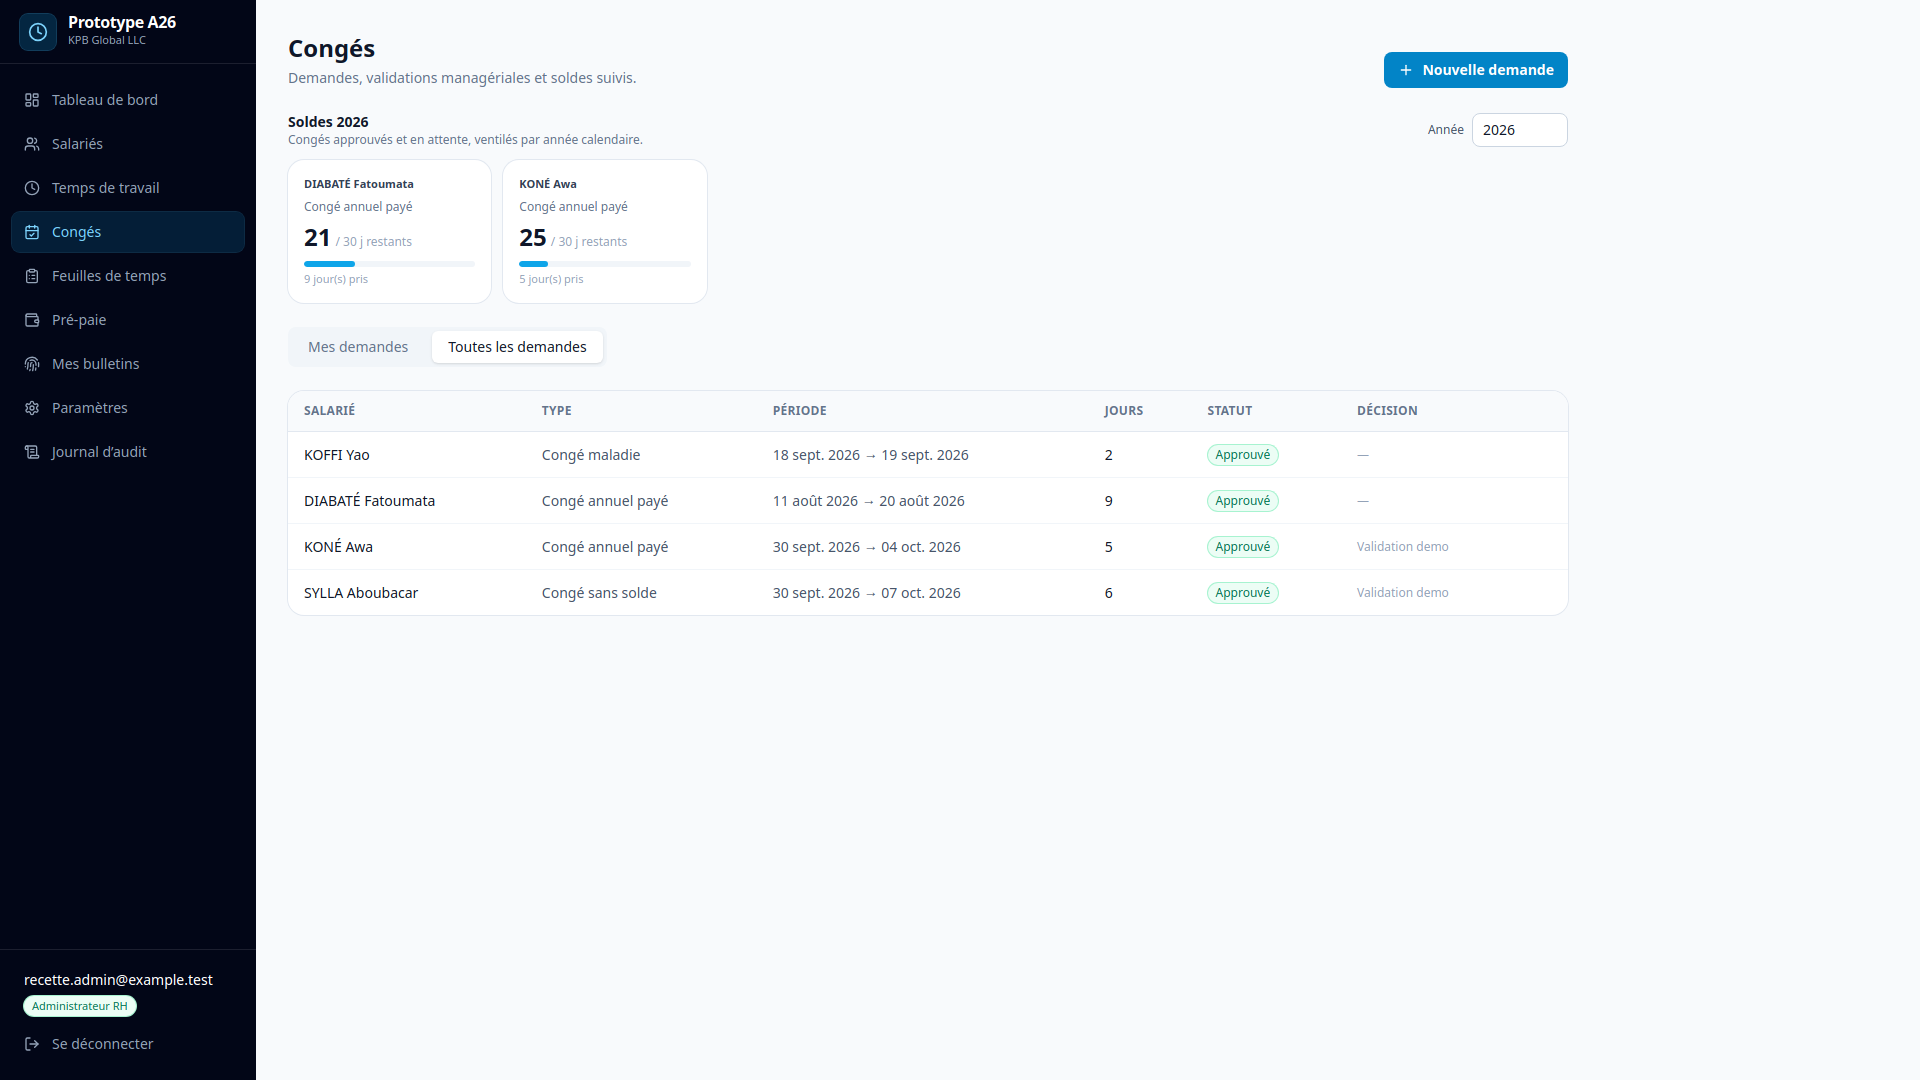 Prototype A26
KPB Global LLC
Tableau de bord
Salariés
Temps de travail
Congés
Feuilles de temps
Pré-paie
Mes bulletins
Paramètres
Journal d’audit
recette.admin@example.test
Administrateur RH
Se déconnecter
Congés
Demandes, validations managériales et soldes suivis.
Nouvelle demande
Soldes 2026
Congés approuvés et en attente, ventilés par année calendaire.
Année 2026
DIABATÉ Fatoumata
Congé annuel payé
21 / 30 j restants
9 jour(s) pris
KONÉ Awa
Congé annuel payé
25 / 30 j restants
5 jour(s) pris
Mes demandes Toutes les demandes
SALARIÉ TYPE PÉRIODE JOURS STATUT DÉCISION
KOFFI Yao Congé maladie 18 sept. 2026 → 19 sept. 2026 2 Approuvé —
DIABATÉ Fatoumata Congé annuel payé 11 août 2026 → 20 août 2026 9 Approuvé —
KONÉ Awa Congé annuel payé 30 sept. 2026 → 04 oct. 2026 5 Approuvé Validation demo
SYLLA Aboubacar Congé sans solde 30 sept. 2026 → 07 oct. 2026 6 Approuvé Validation demo